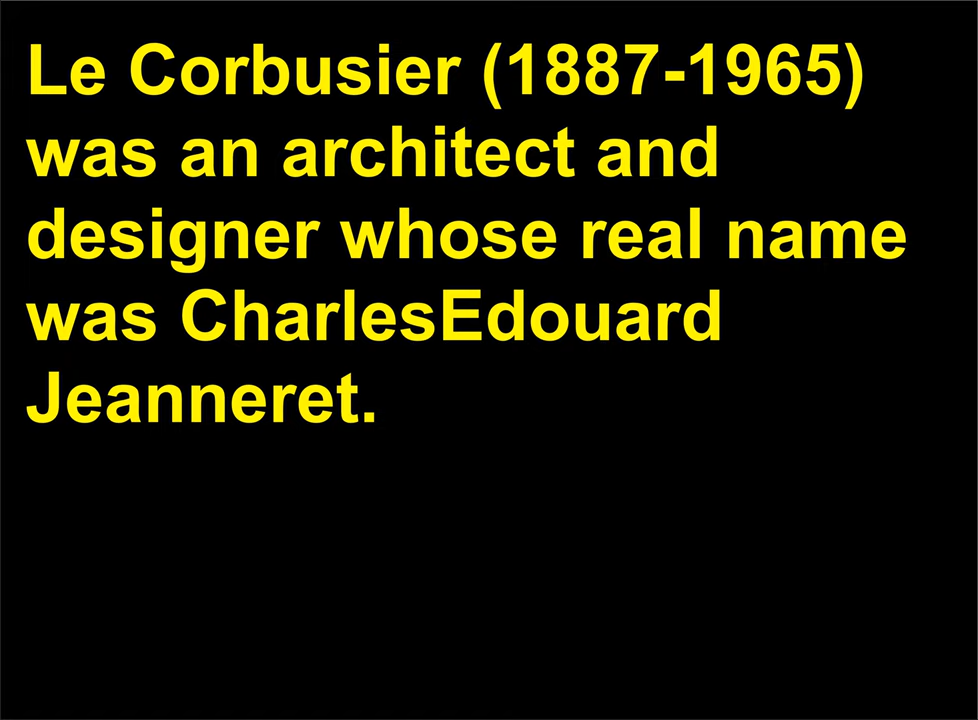 Le Corbusier (1887-1965)
was an architect and
designer whose real name
was CharlesEdouard
Jeanneret.